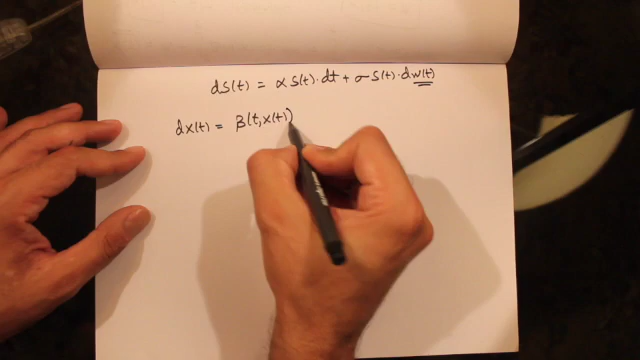 dS(t) = α S(t)·dt + σ S(t)·dw(t)
dx(t) = β(t,x(t))